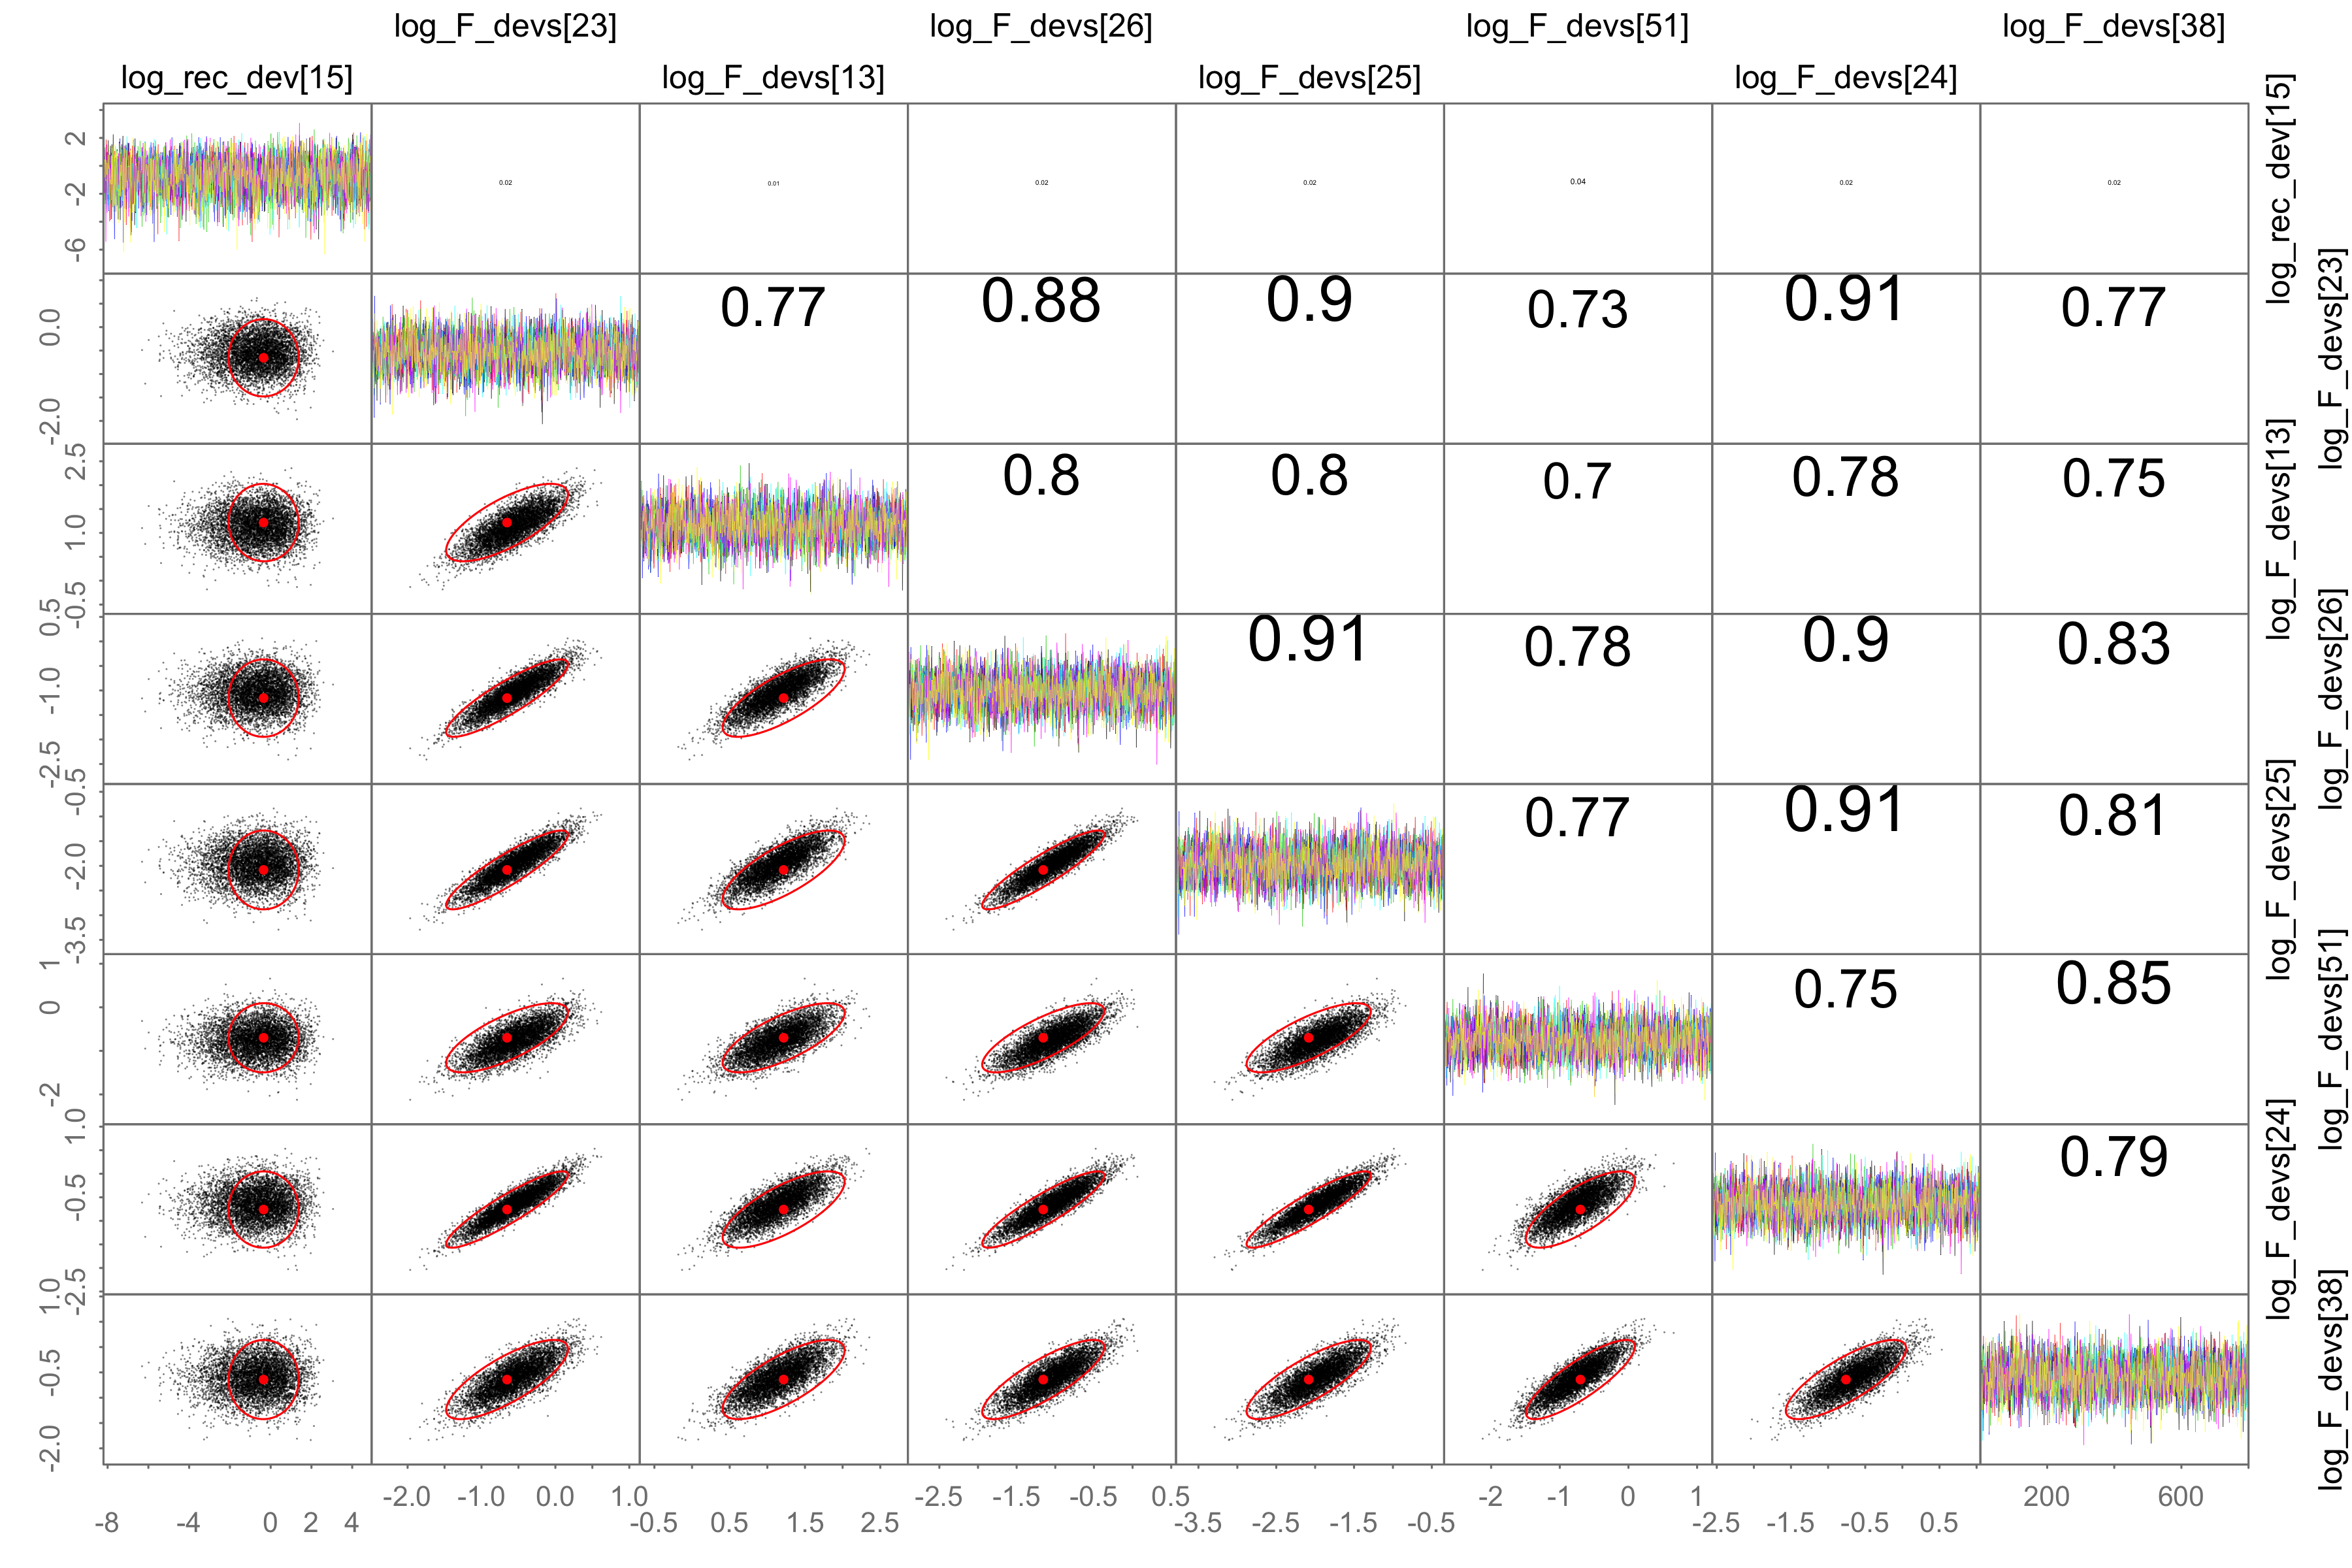 log_F_devs[23] log_F_devs[26] log_F_devs[51] log_F_devs[38]
log_rec_dev[15] log_F_devs[13] log_F_devs[25] log_F_devs[24]
2 -2 -6
0.02 0.01 0.02 0.02 0.04 0.02 0.02
log_rec_dev[15]
0.0 -2.0
0.77 0.88 0.9 0.73 0.91 0.77
log_F_devs[23]
2.5 1.0 -0.5
0.8 0.8 0.7 0.78 0.75
log_F_devs[13]
0.5 -1.0 -2.5
0.91 0.78 0.9 0.83
log_F_devs[26]
-0.5 -2.0 -3.5
0.77 0.91 0.81
log_F_devs[25]
1 0 -2
0.75 0.85
log_F_devs[51]
1.0 -0.5 -2.5
0.79
log_F_devs[24]
1.0 -0.5 -2.0
log_F_devs[38]
-2.0 -1.0 0.0 1.0 -2.5 -1.5 -0.5 0.5 -2 -1 0 1 200 600
-8 -4 0 2 4 -0.5 0.5 1.5 2.5 -3.5 -2.5 -1.5 -0.5 -2.5 -1.5 -0.5 0.5